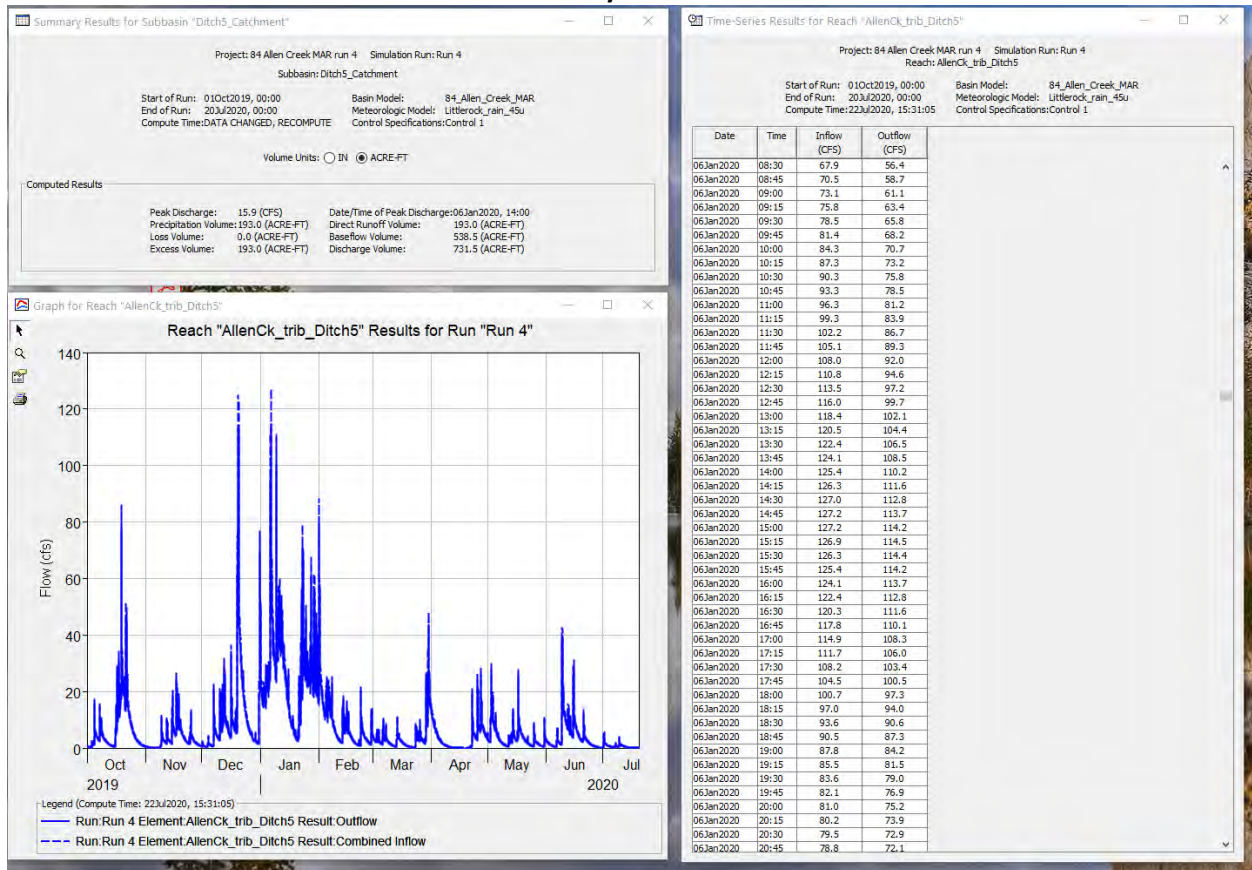 Summary Results for Subbasin "Ditch5_Catchment"
Project: 84 Allen Creek MAR run 4 Simulation Run: Run 4
Subbasin: Ditch5_Catchment
Start of Run: 01Oct2019, 00:00 Basin Model: 84_Allen_Creek_MAR
End of Run: 20Jul2020, 00:00 Meteorologic Model: Littlerock_rain_45u
Compute Time:DATA CHANGED, RECOMPUTE Control Specifications:Control 1
Volume Units: IN ACRE-FT
Computed Results
Peak Discharge: 15.9 (CFS) Date/Time of Peak Discharge:06Jan2020, 14:00
Precipitation Volume:193.0 (ACRE-FT) Direct Runoff Volume: 193.0 (ACRE-FT)
Loss Volume: 0.0 (ACRE-FT) Baseflow Volume: 538.5 (ACRE-FT)
Excess Volume: 193.0 (ACRE-FT) Discharge Volume: 731.5 (ACRE-FT)
Graph for Reach "AllenCk_trib_Ditch5"
Reach "AllenCk_trib_Ditch5" Results for Run "Run 4"
Flow (cfs)
140
120
100
80
60
40
20
0
Oct Nov Dec Jan Feb Mar Apr May Jun Jul
2019 2020
Legend (Compute Time: 22Jul2020, 15:31:05)
Run:Run 4 Element:AllenCk_trib_Ditch5 Result:Outflow
Run:Run 4 Element:AllenCk_trib_Ditch5 Result:Combined Inflow
Time-Series Results for Reach "AllenCk_trib_Ditch5"
Project: 84 Allen Creek MAR run 4 Simulation Run: Run 4
Reach: AllenCk_trib_Ditch5
Start of Run: 01Oct2019, 00:00 Basin Model: 84_Allen_Creek_MAR
End of Run: 20Jul2020, 00:00 Meteorologic Model: Littlerock_rain_45u
Compute Time:22Jul2020, 15:31:05 Control Specifications:Control 1
Date Time Inflow Outflow
(CFS) (CFS)
06Jan2020 08:30 67.9 56.4
06Jan2020 08:45 70.5 58.7
06Jan2020 09:00 73.1 61.1
06Jan2020 09:15 75.8 63.4
06Jan2020 09:30 78.5 65.8
06Jan2020 09:45 81.4 68.2
06Jan2020 10:00 84.3 70.7
06Jan2020 10:15 87.3 73.2
06Jan2020 10:30 90.3 75.8
06Jan2020 10:45 93.3 78.5
06Jan2020 11:00 96.3 81.2
06Jan2020 11:15 99.3 83.9
06Jan2020 11:30 102.2 86.7
06Jan2020 11:45 105.1 89.3
06Jan2020 12:00 108.0 92.0
06Jan2020 12:15 110.8 94.6
06Jan2020 12:30 113.5 97.2
06Jan2020 12:45 116.0 99.7
06Jan2020 13:00 118.4 102.1
06Jan2020 13:15 120.5 104.4
06Jan2020 13:30 122.4 106.5
06Jan2020 13:45 124.1 108.5
06Jan2020 14:00 125.4 110.2
06Jan2020 14:15 126.3 111.6
06Jan2020 14:30 127.0 112.8
06Jan2020 14:45 127.2 113.7
06Jan2020 15:00 127.2 114.2
06Jan2020 15:15 126.9 114.5
06Jan2020 15:30 126.3 114.4
06Jan2020 15:45 125.4 114.2
06Jan2020 16:00 124.1 113.7
06Jan2020 16:15 122.4 112.8
06Jan2020 16:30 120.3 111.6
06Jan2020 16:45 117.8 110.1
06Jan2020 17:00 114.9 108.3
06Jan2020 17:15 111.7 106.0
06Jan2020 17:30 108.2 103.4
06Jan2020 17:45 104.5 100.5
06Jan2020 18:00 100.7 97.3
06Jan2020 18:15 97.0 94.0
06Jan2020 18:30 93.6 90.6
06Jan2020 18:45 90.5 87.3
06Jan2020 19:00 87.8 84.2
06Jan2020 19:15 85.5 81.5
06Jan2020 19:30 83.6 79.0
06Jan2020 19:45 82.1 76.9
06Jan2020 20:00 81.0 75.2
06Jan2020 20:15 80.2 73.9
06Jan2020 20:30 79.5 72.9
06Jan2020 20:45 78.8 72.1